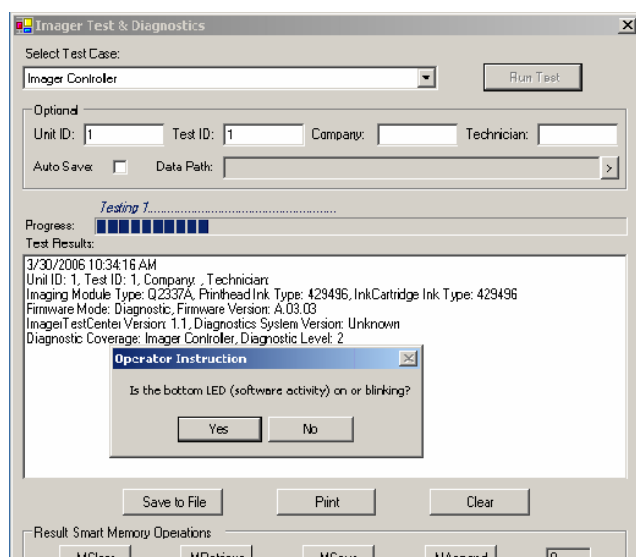 Imager Test & Diagnostics
Select Test Case:
Imager Controller
Run Test
Optional
Unit ID: 1 Test ID: 1 Company: Technician:
Auto Save: Data Path: >
Testing 1.......................................................
Progress:
Test Results:
3/30/2006 10:34:16 AM
Unit ID: 1, Test ID: 1, Company: , Technician:
Imaging Module Type: Q2337A, Printhead Ink Type: 429496, InkCartridge Ink Type: 429496
Firmware Mode: Diagnostic, Firmware Version: A.03.03
ImagerTestCenter Version: 1.1, Diagnostics System Version: Unknown
Diagnostic Coverage: Imager Controller, Diagnostic Level: 2
Operator Instruction
Is the bottom LED (software activity) on or blinking?
Yes No
Save to File Print Clear
Result Smart Memory Operations